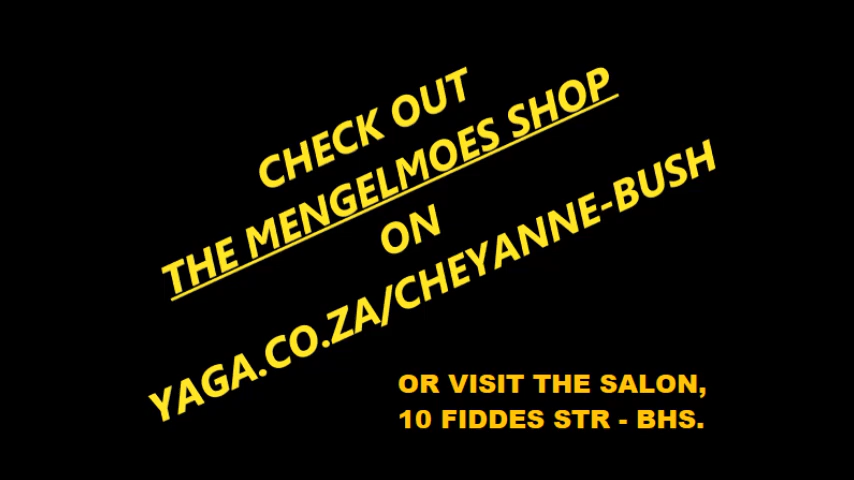 CHECK OUT
THE MENGELMOES SHOP
ON
YAGA.CO.ZA/CHEYANNE-BUSH
OR VISIT THE SALON,
10 FIDDES STR - BHS.